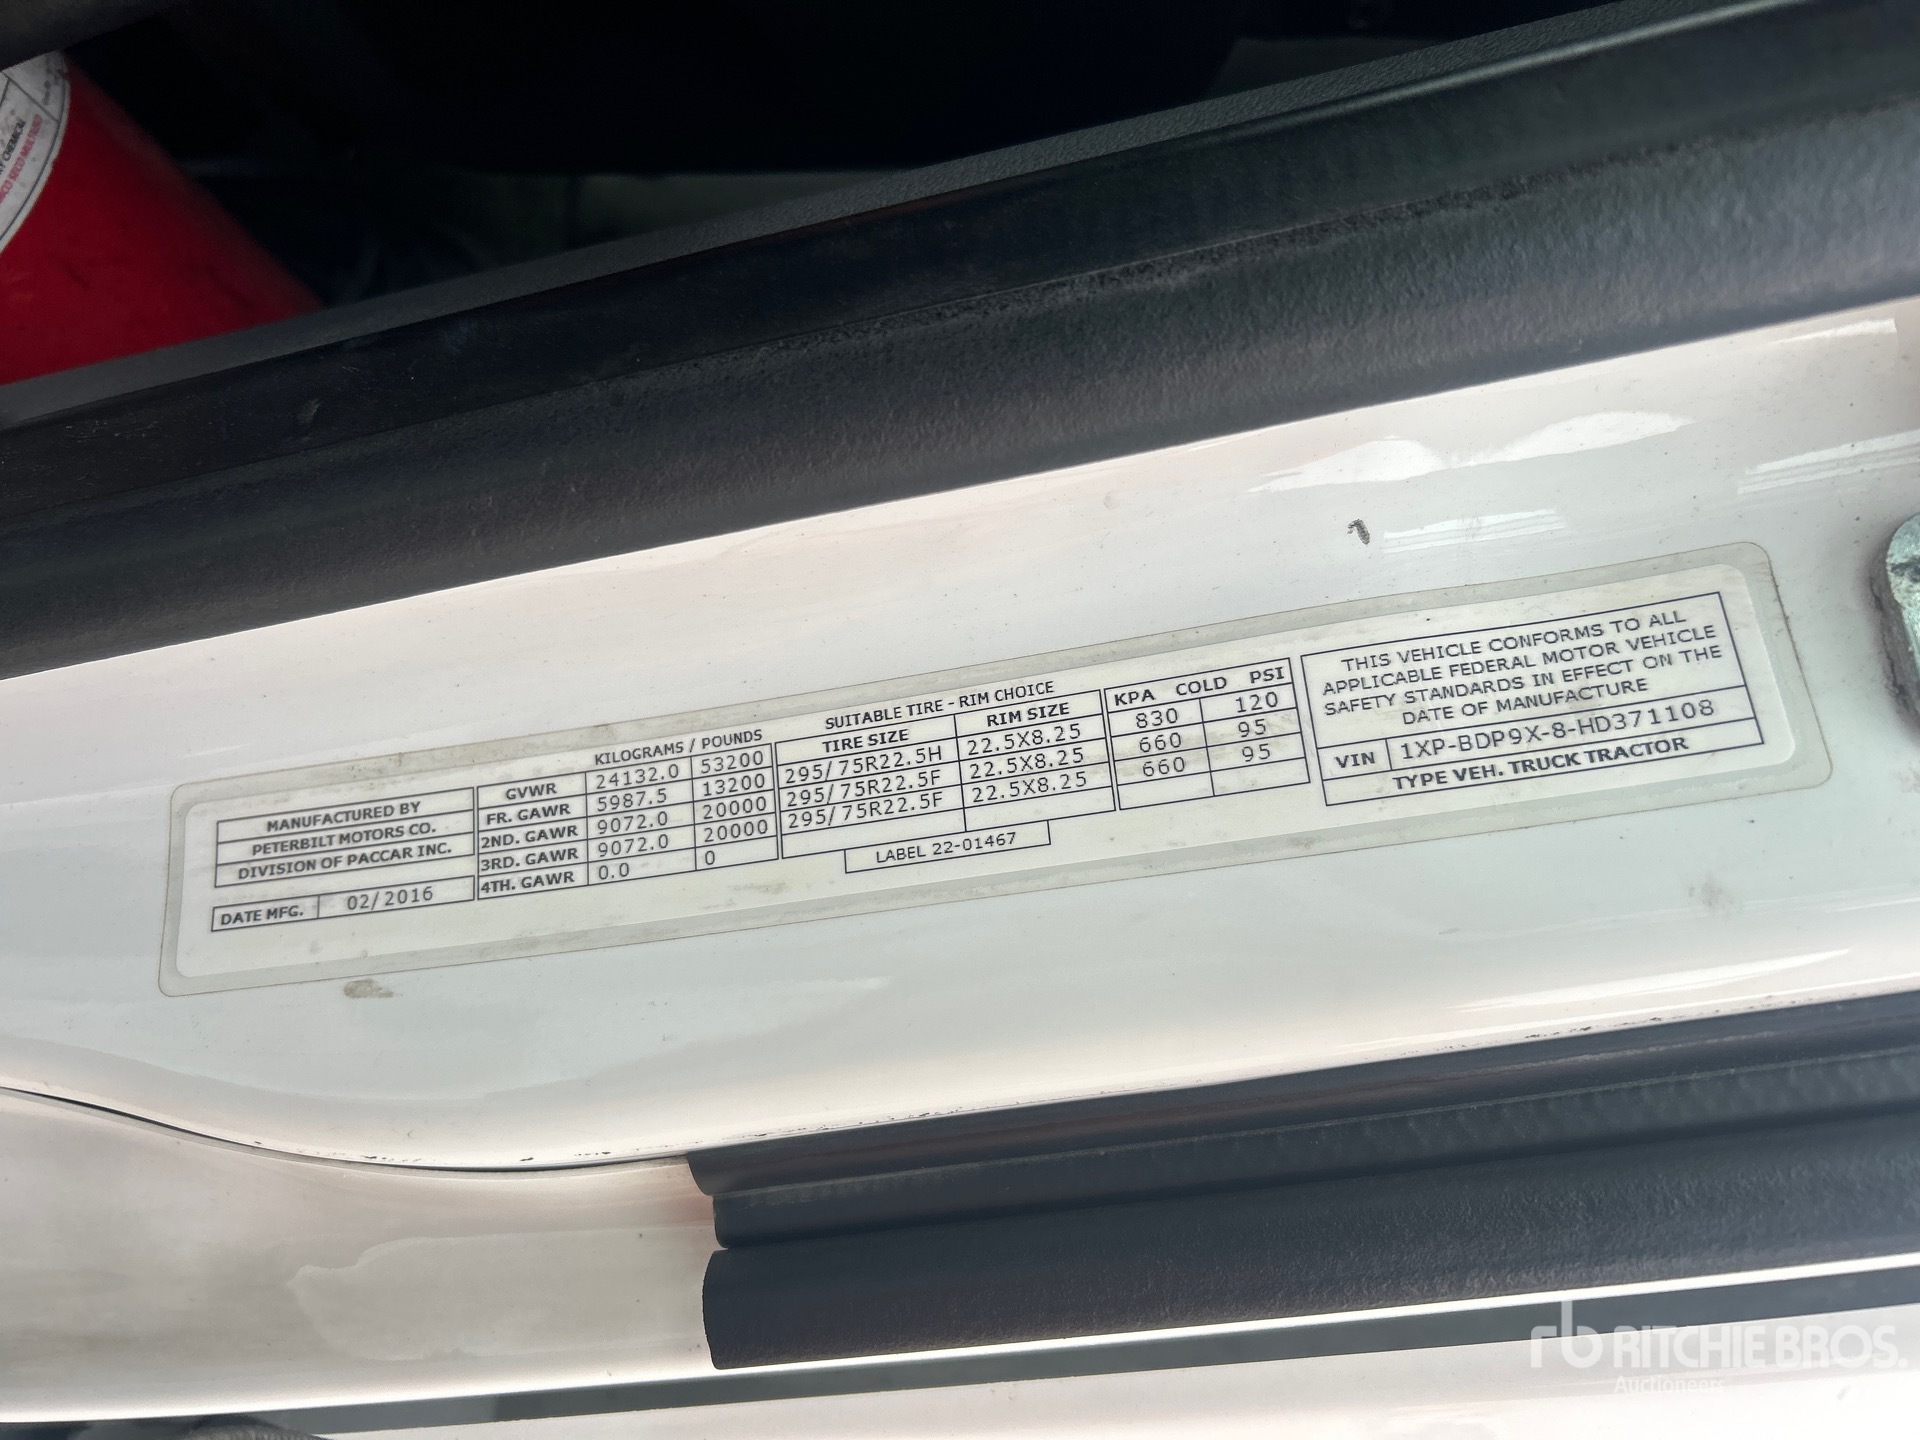 RY CHEMICAL
MANUFACTURED BY
PETERBILT MOTORS CO.
DIVISION OF PACCAR INC.
DATE MFG. 02/2016
KILOGRAMS / POUNDS
GVWR 24132.0 53200
FR. GAWR 5987.5 13200
2ND. GAWR 9072.0 20000
3RD. GAWR 9072.0 20000
4TH. GAWR 0.0 0
SUITABLE TIRE - RIM CHOICE
TIRE SIZE RIM SIZE
295/75R22.5H 22.5X8.25
295/75R22.5F 22.5X8.25
295/75R22.5F 22.5X8.25
KPA COLD PSI
830 120
660 95
660 95
LABEL 22-01467
THIS VEHICLE CONFORMS TO ALL
APPLICABLE FEDERAL MOTOR VEHICLE
SAFETY STANDARDS IN EFFECT ON THE
DATE OF MANUFACTURE
VIN 1XP-BDP9X-8-HD371108
TYPE VEH. TRUCK TRACTOR
rb RITCHIE BROS.
Auctioneers